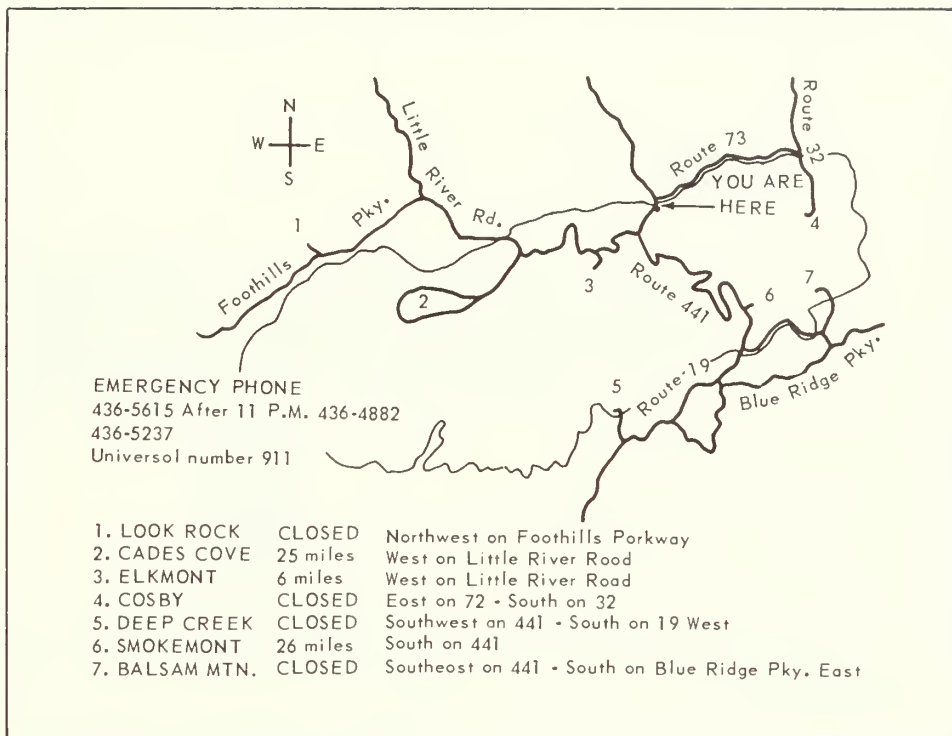 N
W E
S
Little River Rd.
Route 73
Route 32
YOU ARE
HERE
Foothills Pky.
1
2
3
4
5
6
7
Route 441
Route-19
Blue Ridge Pky.
EMERGENCY PHONE
436-5615 After 11 P.M. 436-4882
436-5237
Universol number 911
1. LOOK ROCK CLOSED Northwest on Foothills Porkway
2. CADES COVE 25 miles West on Little River Rood
3. ELKMONT 6 miles West on Little River Road
4. COSBY CLOSED East on 72 - South on 32
5. DEEP CREEK CLOSED Southwest an 441 - South on 19 West
6. SMOKEMONT 26 miles South on 441
7. BALSAM MTN. CLOSED Southeost on 441 - South on Blue Ridge Pky. East